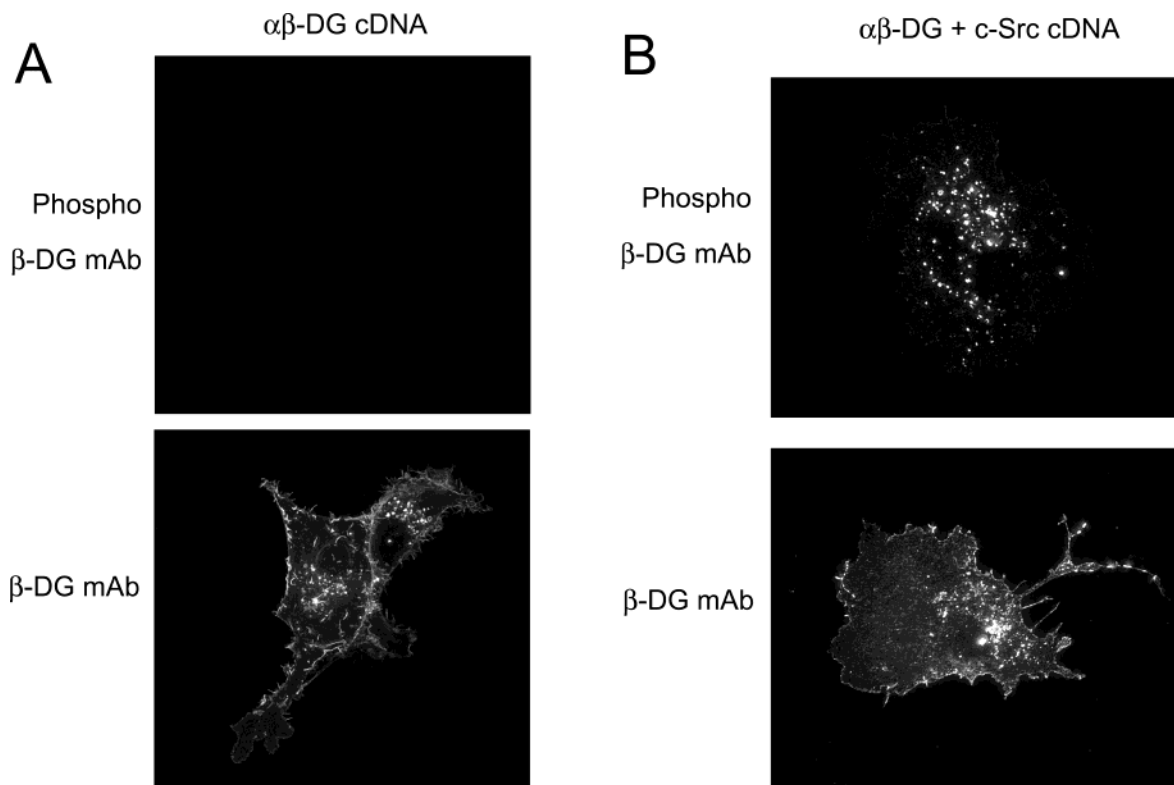 αβ-DG cDNA
A
Phospho
β-DG mAb
β-DG mAb
αβ-DG + c-Src cDNA
B
Phospho
β-DG mAb
β-DG mAb